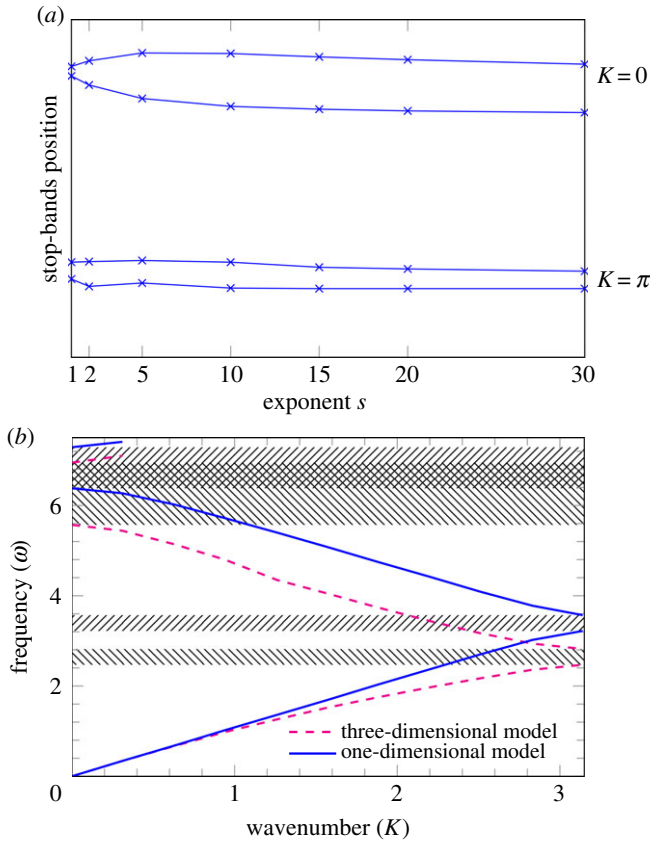 (a)
K = 0
stop-bands position
K = π
1 2 5 10 15 20 30
exponent s
(b)
6
4
2
0
frequency (ω)
three-dimensional model
one-dimensional model
1 2 3
wavenumber (K)